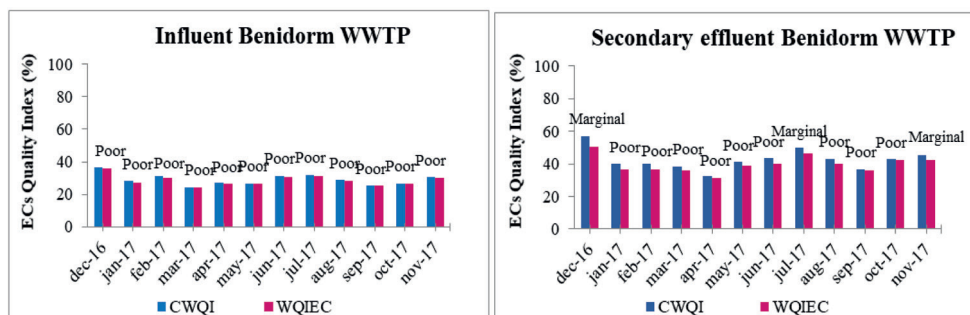 Influent Benidorm WWTP
ECs Quality Index (%)
100
80
60
40
20
0
Poor Poor Poor Poor Poor Poor Poor Poor Poor Poor Poor Poor
dec-16 jan-17 feb-17 mar-17 apr-17 may-17 jun-17 jul-17 aug-17 sep-17 oct-17 nov-17
CWQI WQIEC
Secondary effluent Benidorm WWTP
ECs Quality Index (%)
100
80
60
40
20
0
Marginal Poor Poor Poor Poor Poor Poor Marginal Poor Poor Poor Marginal
dec-16 jan-17 feb-17 mar-17 apr-17 may-17 jun-17 jul-17 aug-17 sep-17 oct-17 nov-17
CWQI WQIEC